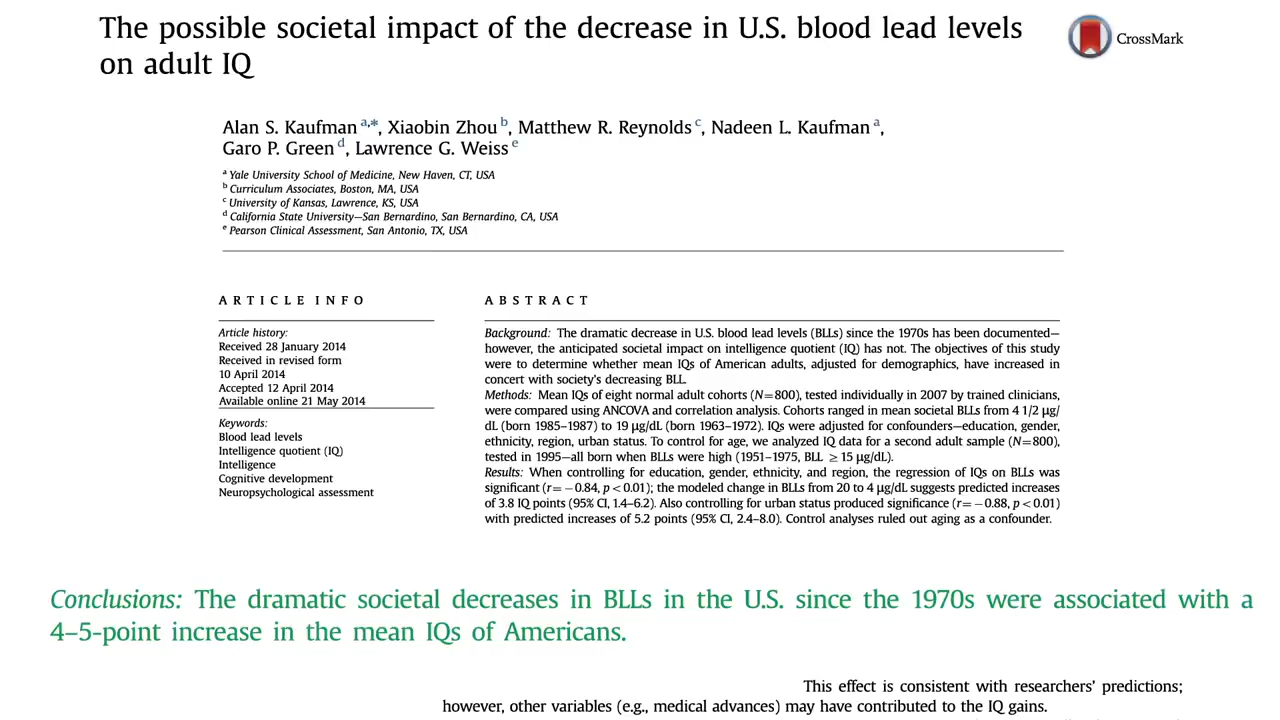 The possible societal impact of the decrease in U.S. blood lead levels
on adult IQ
CrossMark
Alan S. Kaufman a,*, Xiaobin Zhou b, Matthew R. Reynolds c, Nadeen L. Kaufman a,
Garo P. Green d, Lawrence G. Weiss e
a Yale University School of Medicine, New Haven, CT, USA
b Curriculum Associates, Boston, MA, USA
c University of Kansas, Lawrence, KS, USA
d California State University—San Bernardino, San Bernardino, CA, USA
e Pearson Clinical Assessment, San Antonio, TX, USA
ARTICLE INFO
Article history:
Received 28 January 2014
Received in revised form
10 April 2014
Accepted 12 April 2014
Available online 21 May 2014
Keywords:
Blood lead levels
Intelligence quotient (IQ)
Intelligence
Cognitive development
Neuropsychological assessment
ABSTRACT
Background: The dramatic decrease in U.S. blood lead levels (BLLs) since the 1970s has been documented—
however, the anticipated societal impact on intelligence quotient (IQ) has not. The objectives of this study
were to determine whether mean IQs of American adults, adjusted for demographics, have increased in
concert with society's decreasing BLL.
Methods: Mean IQs of eight normal adult cohorts (N=800), tested individually in 2007 by trained clinicians,
were compared using ANCOVA and correlation analysis. Cohorts ranged in mean societal BLLs from 4 1/2 μg/
dL (born 1985–1987) to 19 μg/dL (born 1963–1972). IQs were adjusted for confounders—education, gender,
ethnicity, region, urban status. To control for age, we analyzed IQ data for a second adult sample (N=800),
tested in 1995—all born when BLLs were high (1951–1975, BLL ≥ 15 μg/dL).
Results: When controlling for education, gender, ethnicity, and region, the regression of IQs on BLLs was
significant (r= −0.84, p < 0.01); the modeled change in BLLs from 20 to 4 μg/dL suggests predicted increases
of 3.8 IQ points (95% CI, 1.4–6.2). Also controlling for urban status produced significance (r= −0.88, p < 0.01)
with predicted increases of 5.2 points (95% CI, 2.4–8.0). Control analyses ruled out aging as a confounder.
Conclusions: The dramatic societal decreases in BLLs in the U.S. since the 1970s were associated with a
4–5-point increase in the mean IQs of Americans.
This effect is consistent with researchers' predictions;
however, other variables (e.g., medical advances) may have contributed to the IQ gains.